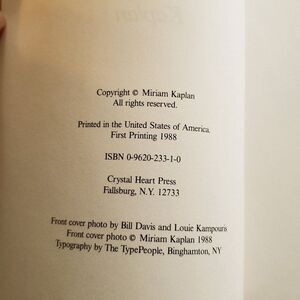 Kaplan
Copyright © Miriam Kaplan
All rights reserved.
Printed in the United States of America.
First Printing 1988
ISBN 0-9620-233-1-0
Crystal Heart Press
Fallsburg, N.Y. 12733
Front cover photo by Bill Davis and Louie Kampouris
Front cover photo © Miriam Kaplan 1988
Typography by The TypePeople, Binghamton, NY